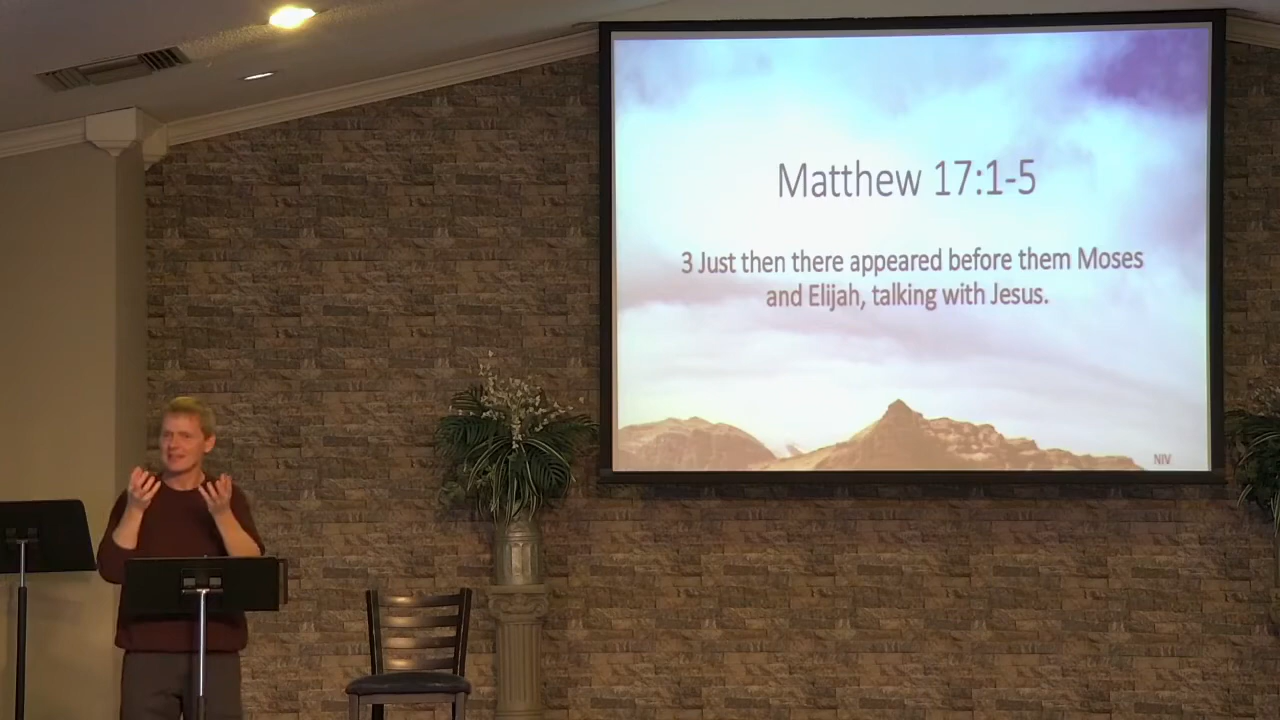 Matthew 17:1-5
3 Just then there appeared before them Moses
and Elijah, talking with Jesus.
NIV